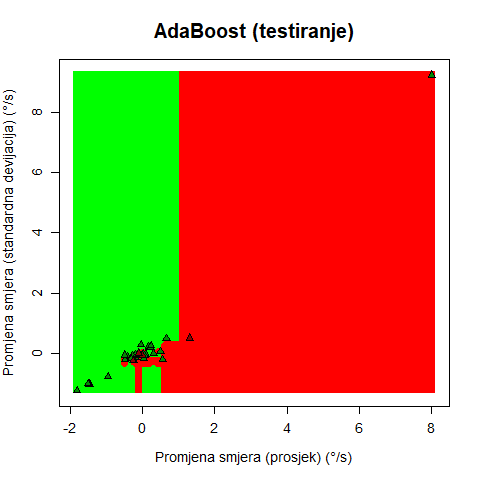 AdaBoost (testiranje)
Promjena smjera (standardna devijacija) (°/s)
8
6
4
2
0
-2 0 2 4 6 8
Promjena smjera (prosjek) (°/s)